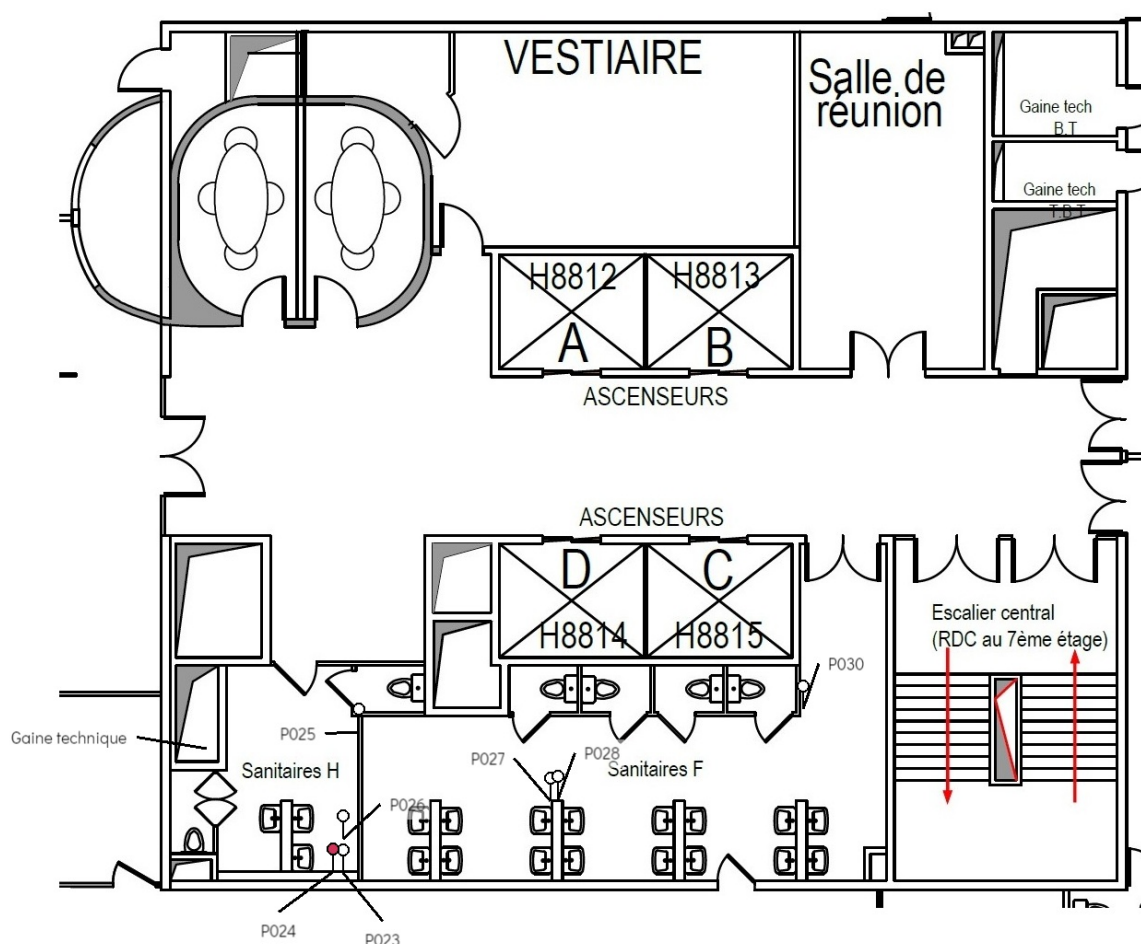 VESTIAIRE
Salle de
réunion
Gaine tech
B.T
Gaine tech
T.B.T
H8812
H8813
A
B
ASCENSEURS
ASCENSEURS
D
C
H8814
H8815
Escalier central
(RDC au 7ème étage)
P030
Gaine technique
P025
Sanitaires H
P027
P028
Sanitaires F
P026
P024
P023